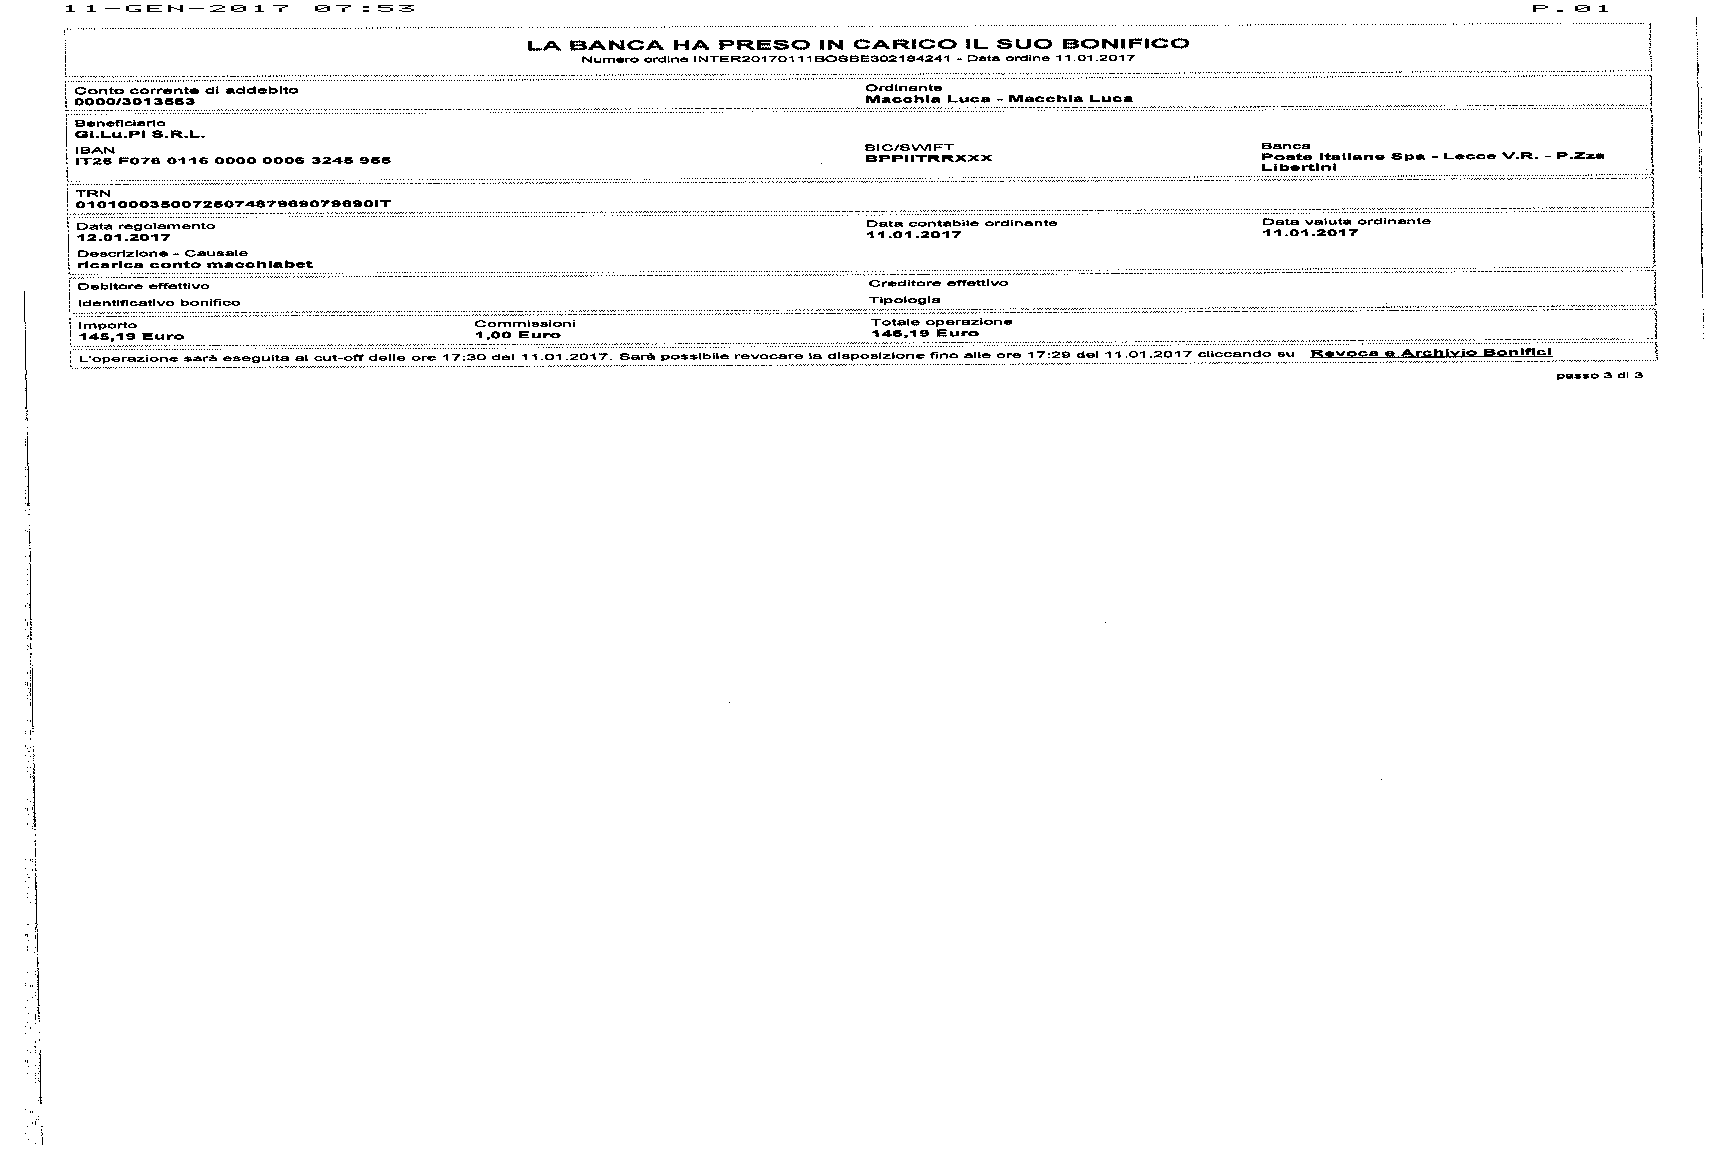 11-GEN-2017 07:53 P.01
LA BANCA HA PRESO IN CARICO IL SUO BONIFICO
Numero ordine INTER20170111BOSBE302184241 - Data ordine 11.01.2017
Conto corrente di addebito Ordinante
0000/3013553 Macchia Luca - Macchia Luca
Beneficiario
Gi.Lu.Pi S.R.L.
IBAN BIC/SWIFT Banca
IT26 F076 0116 0000 0006 3245 955 BPPIITRRXXX Poste Italiane Spa - Lecce V.R. - P.Zza
Libertini
TRN
Data regolamento Data contabile ordinante Data valuta ordinante
12.01.2017 11.01.2017 11.01.2017
Descrizione - Causale
ricarica conto macchiabet
Debitore effettivo Creditore effettivo
Identificativo bonifico Tipologia
Importo Commissioni Totale operazione
145,19 Euro 1,00 Euro 146,19 Euro
L'operazione sarà eseguita al cut-off delle ore 17:30 del 11.01.2017. Sarà possibile revocare la disposizione fino alle ore 17:29 del 11.01.2017 cliccando su Revoca e Archivio Bonifici
passo 3 di 3